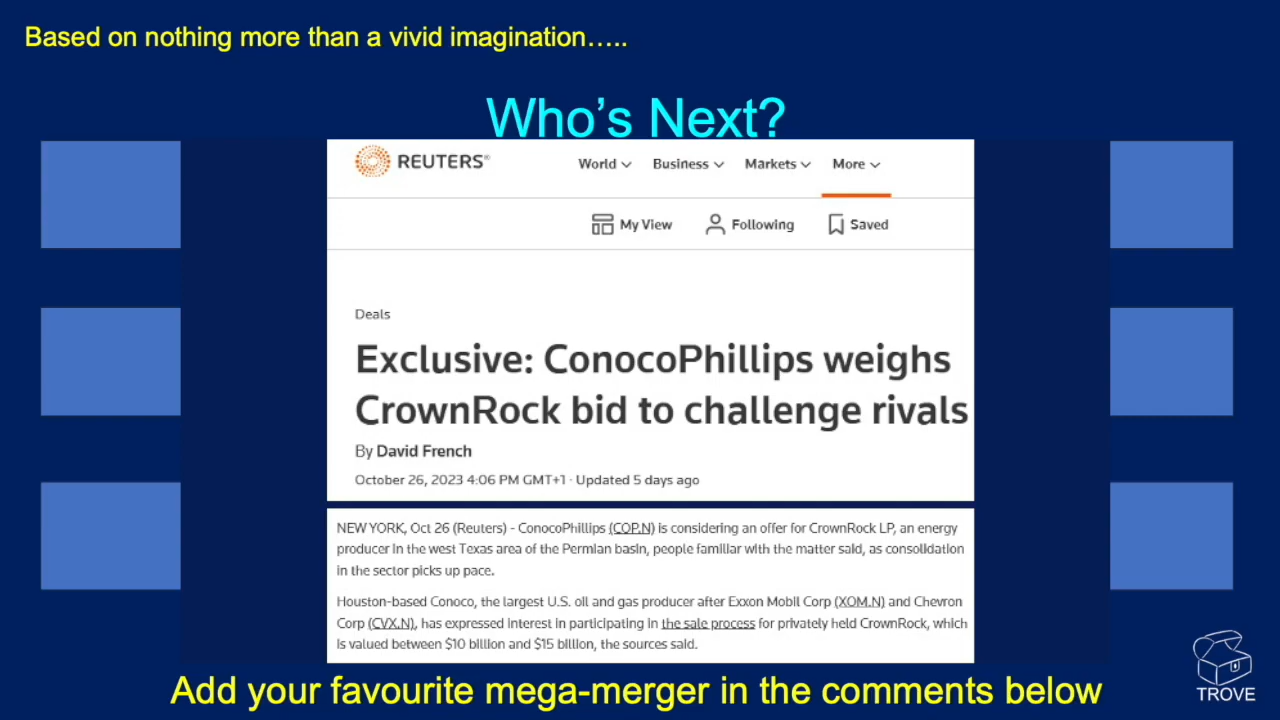 Based on nothing more than a vivid imagination…..
Who's Next?
REUTERS®
World Business Markets More
My View Following Saved
Deals
Exclusive: ConocoPhillips weighs
CrownRock bid to challenge rivals
By David French
October 26, 2023 4:06 PM GMT+1 · Updated 5 days ago
NEW YORK, Oct 26 (Reuters) - ConocoPhillips (COP.N) is considering an offer for CrownRock LP, an energy
producer in the west Texas area of the Permian basin, people familiar with the matter said, as consolidation
in the sector picks up pace.
Houston-based Conoco, the largest U.S. oil and gas producer after Exxon Mobil Corp (XOM.N) and Chevron
Corp (CVX.N), has expressed interest in participating in the sale process for privately held CrownRock, which
is valued between $10 billion and $15 billion, the sources said.
Add your favourite mega-merger in the comments below
TROVE